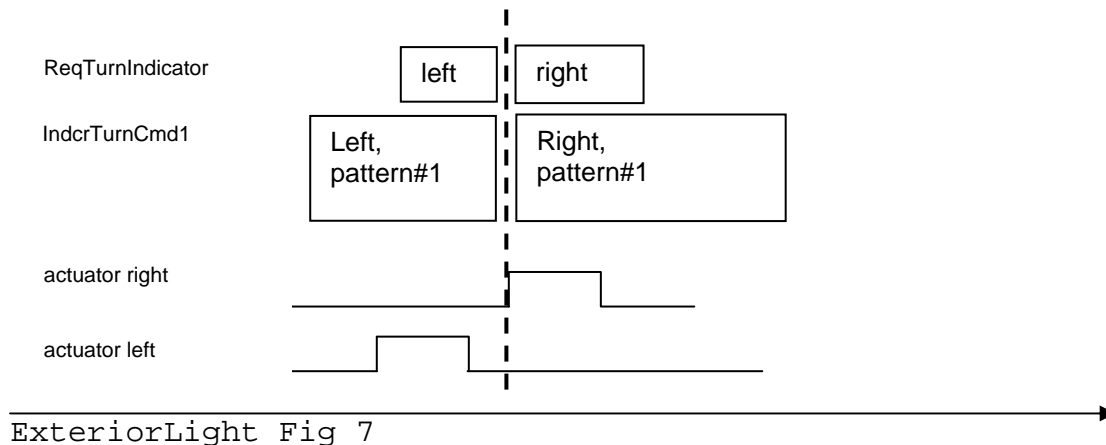 ReqTurnIndicator
left
right
IndcrTurnCmd1
Left,
pattern#1
Right,
pattern#1
actuator right
actuator left
ExteriorLight Fig 7